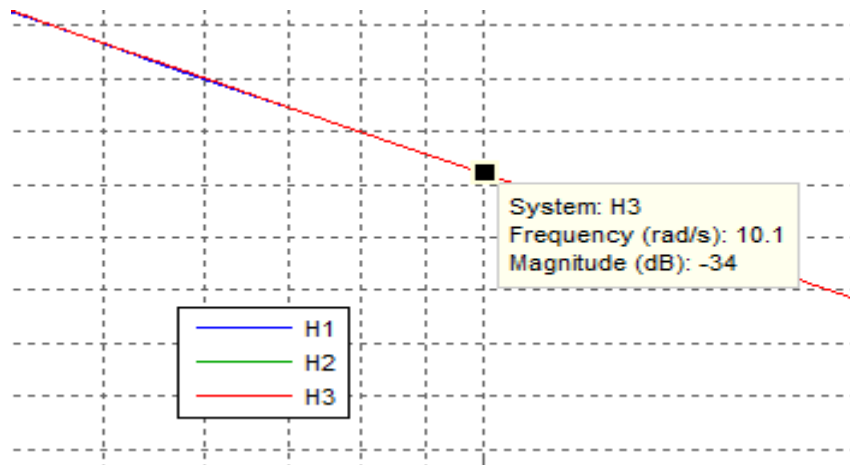 System: H3
Frequency (rad/s): 10.1
Magnitude (dB): -34
H1
H2
H3